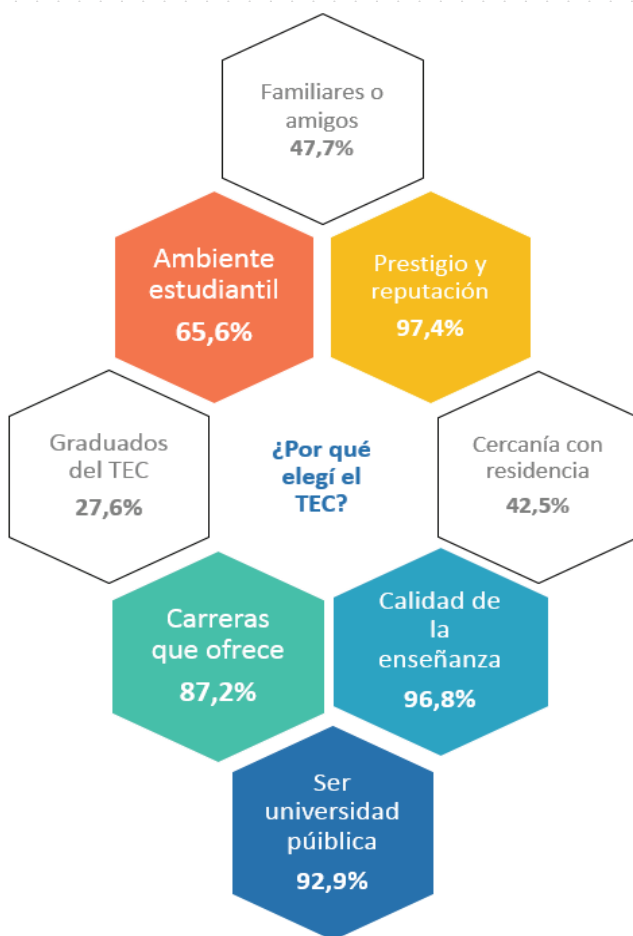 Familiares o
amigos
47,7%
Ambiente
estudiantil
65,6%
Prestigio y
reputación
97,4%
Graduados
del TEC
27,6%
¿Por qué
elegí el
TEC?
Cercanía con
residencia
42,5%
Carreras
que ofrece
87,2%
Calidad de
la
enseñanza
96,8%
Ser
universidad
púiblica
92,9%